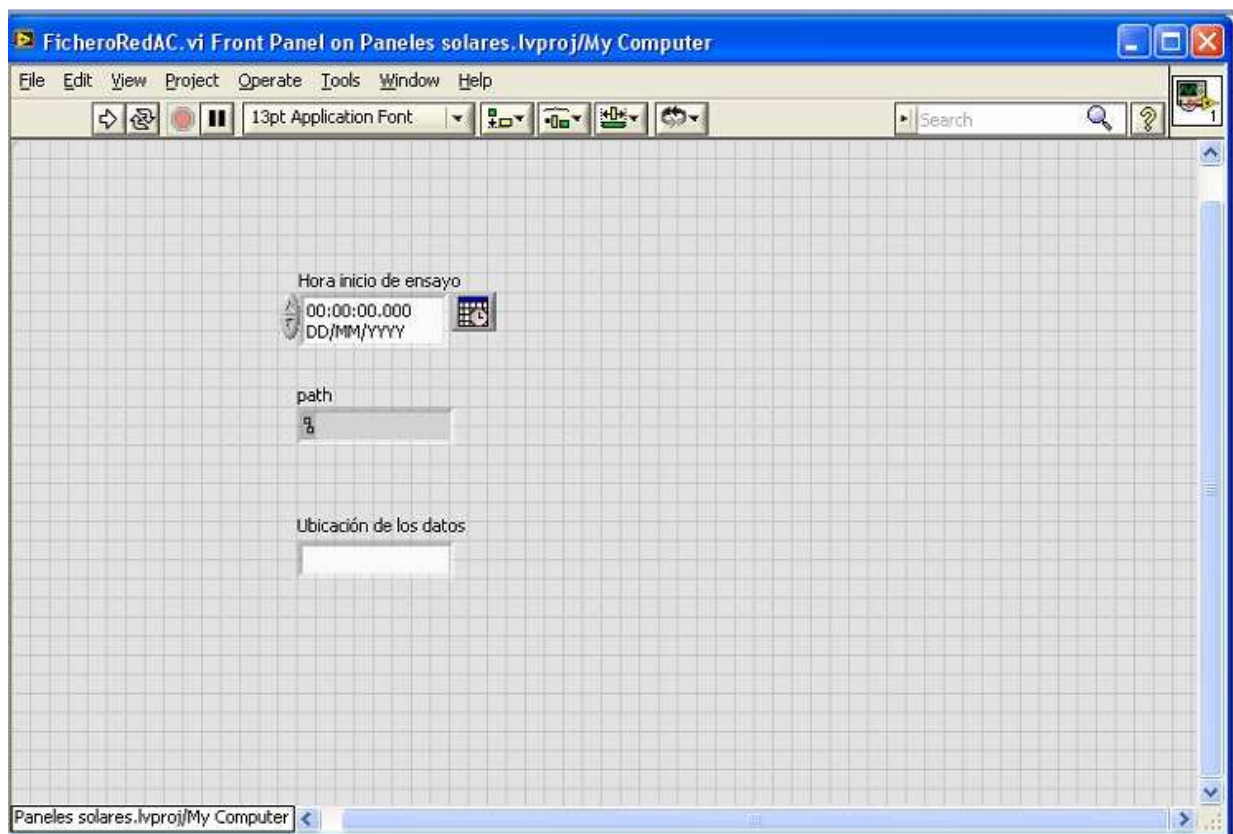 FicheroRedAC.vi Front Panel on Paneles solares.lvproj/My Computer
File Edit View Project Operate Tools Window Help
13pt Application Font
Search
1
Hora inicio de ensayo
00:00:00.000
DD/MM/YYYY
path
Ubicación de los datos
Paneles solares.lvproj/My Computer